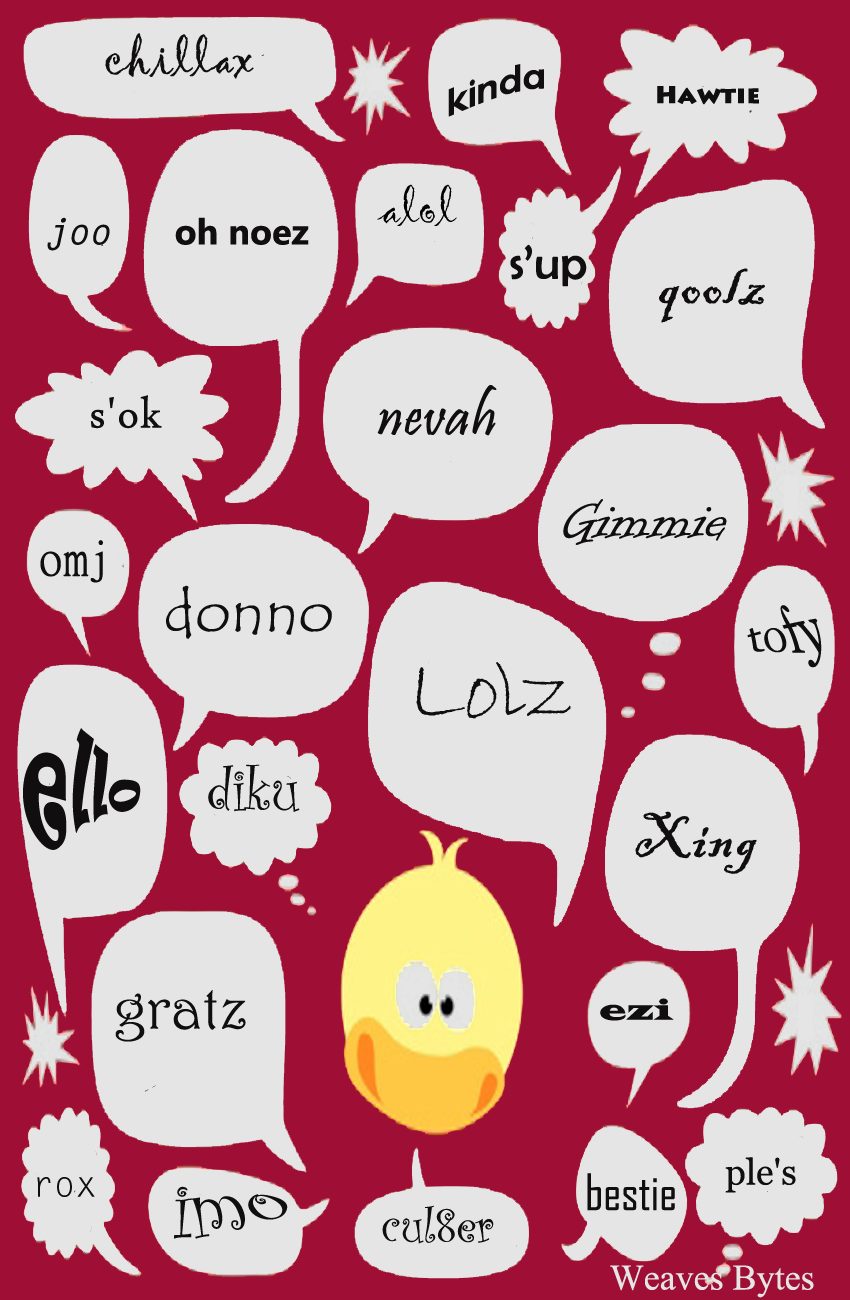 chillax
kinda
HAWTIE
joo
oh noez
alol
s'up
qoolz
s'ok
nevah
Gimmie
omj
donno
Lolz
tofy
ello
diku
Xing
gratz
ezi
rox
imo
cul8er
bestie
ple's
Weaves Bytes